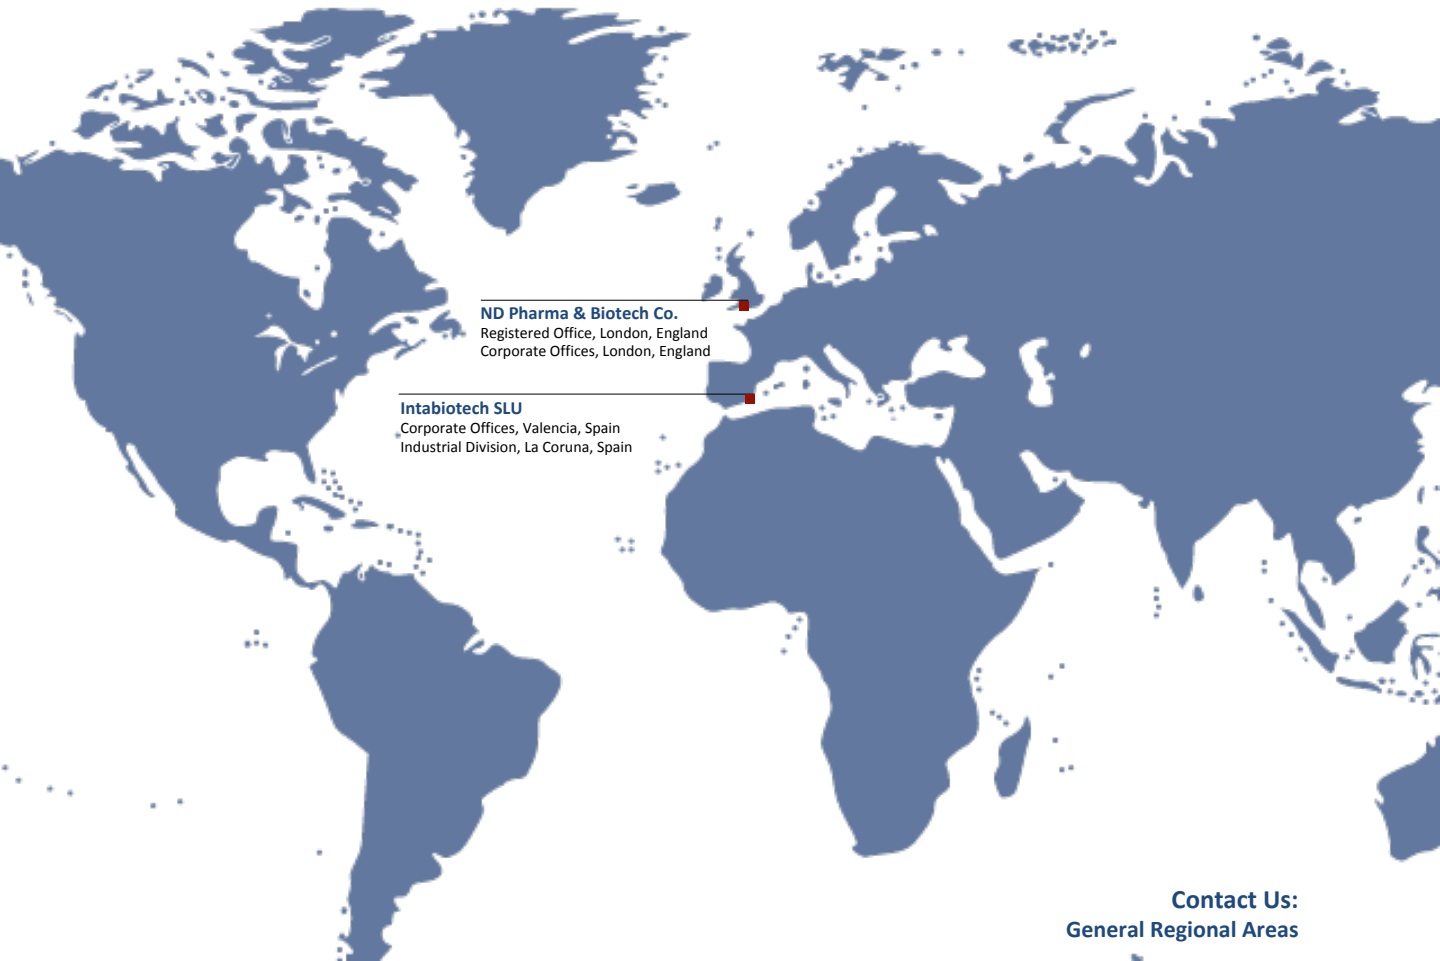 ND Pharma & Biotech Co.
Registered Office, London, England
Corporate Offices, London, England
Intabiotech SLU
Corporate Offices, Valencia, Spain
Industrial Division, La Coruna, Spain
Contact Us:
General Regional Areas